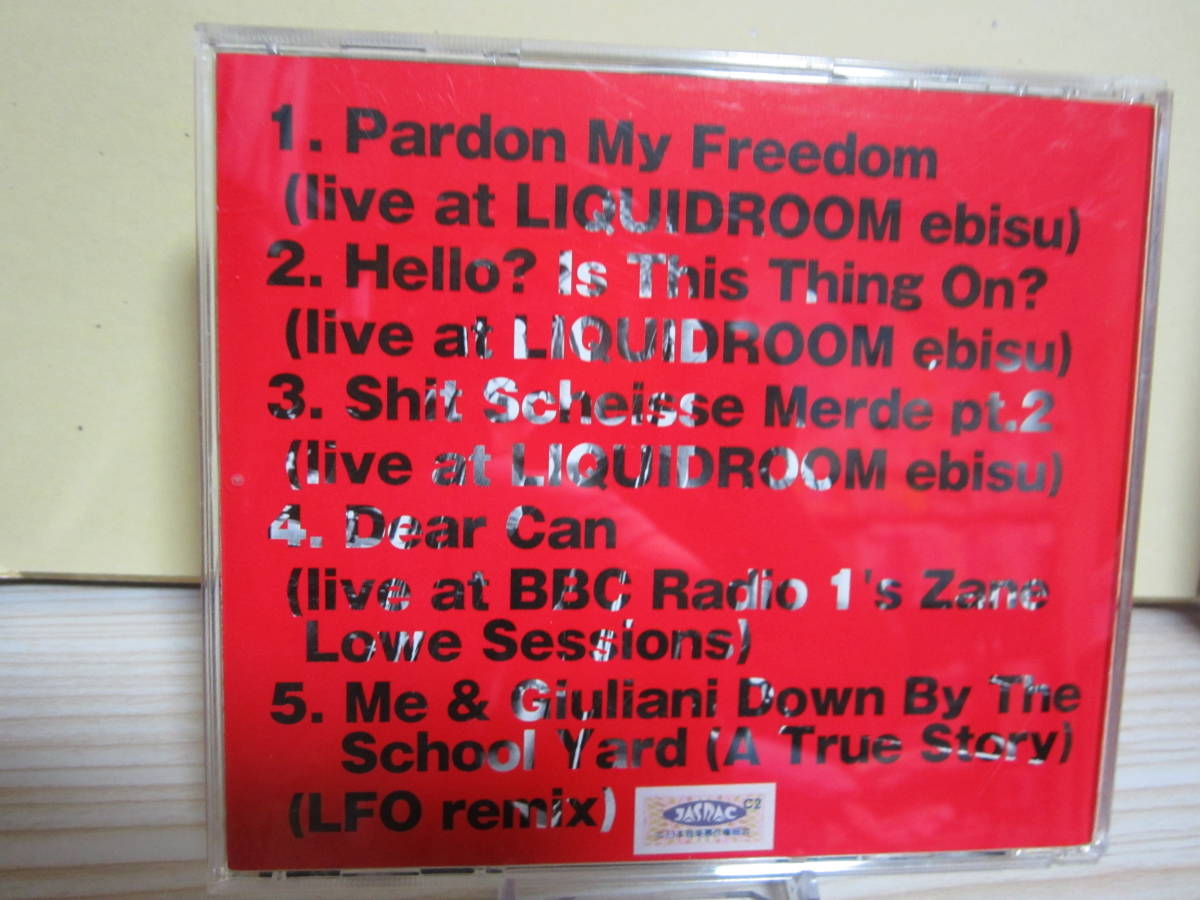 1. Pardon My Freedom
(live at LIQUIDROOM ebisu)
2. Hello? Is This Thing On?
(live at LIQUIDROOM ebisu)
3. Shit Scheisse Merde pt.2
(live at LIQUIDROOM ebisu)
4. Dear Can
(live at BBC Radio 1's Zane
Lowe Sessions)
5. Me & Giuliani Down By The
School Yard (A True Story)
(LFO remix)
C2
JASRAC